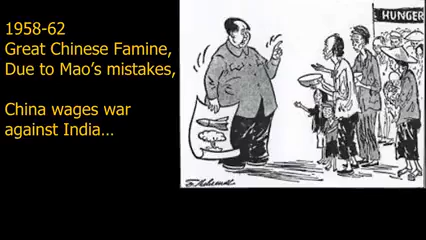 1958-62
Great Chinese Famine,
Due to Mao's mistakes,
China wages war
against India…
HUNGER